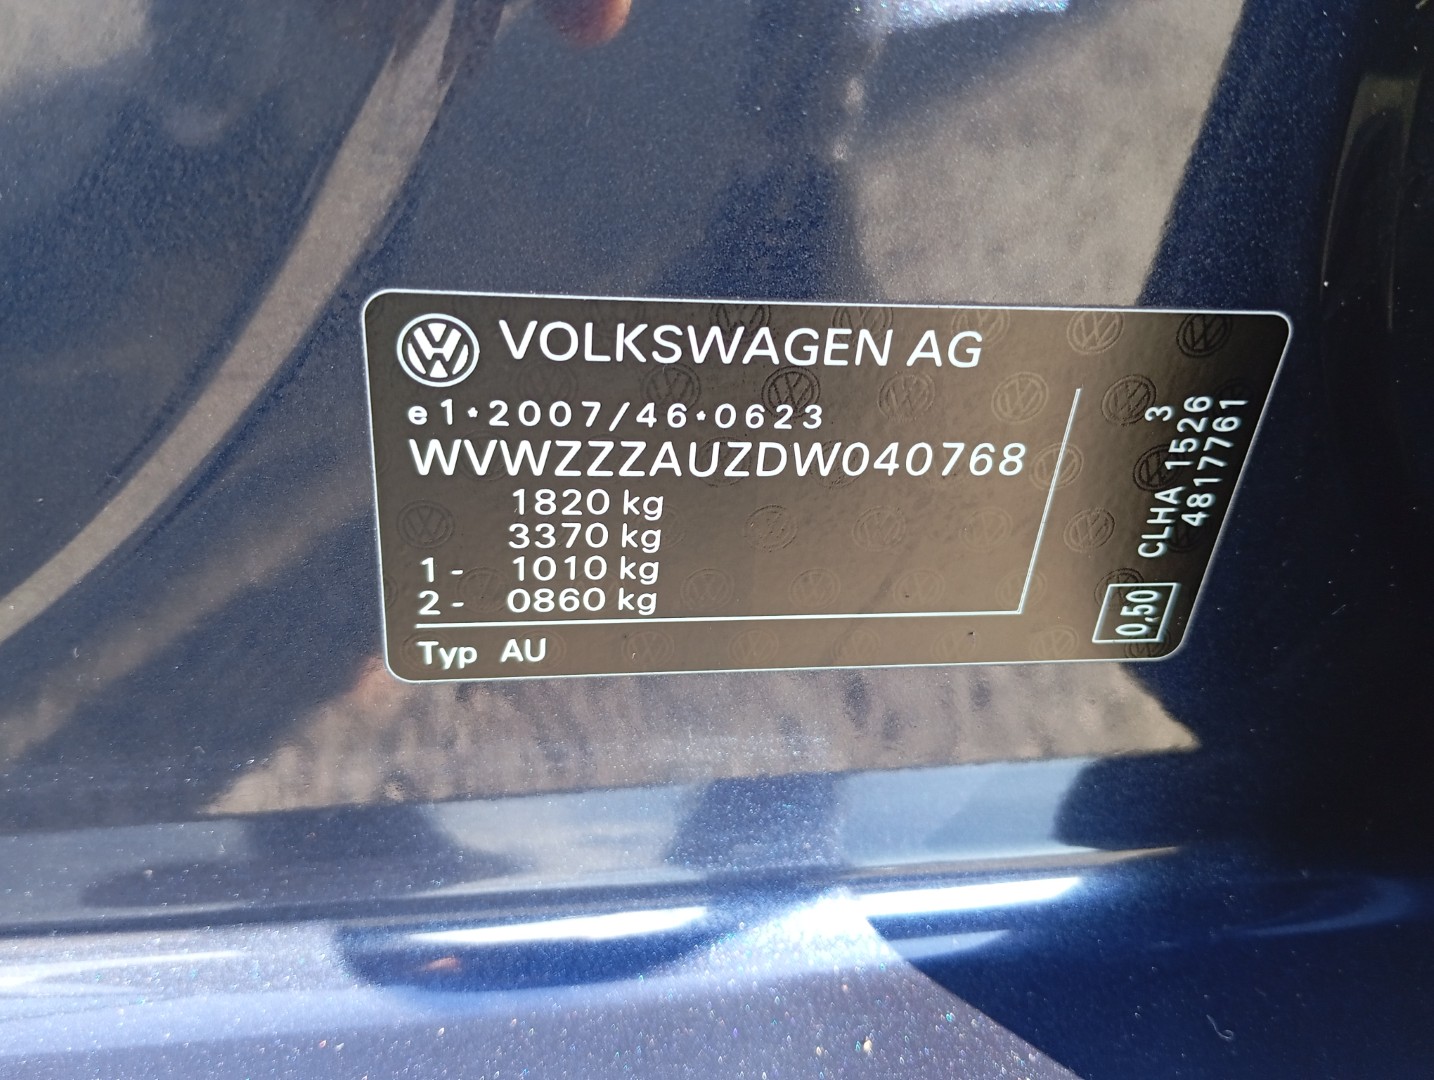 VOLKSWAGEN AG
e1*2007/46*0623
WVWZZZAUZDW040768
1820 kg
3370 kg
1 - 1010 kg
2 - 0860 kg
Typ AU
3
CLHA 1526
4817761
0,50